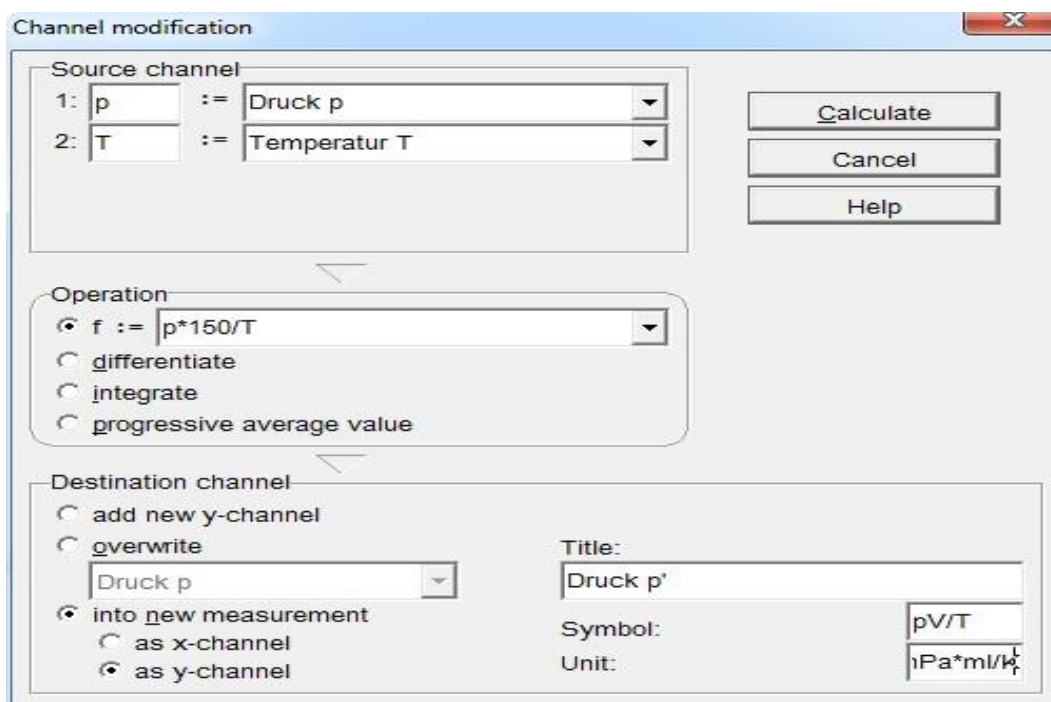 Channel modification
Source channel
1: p := Druck p
2: T := Temperatur T
Calculate
Cancel
Help
Operation
f := p*150/T
differentiate
integrate
progressive average value
Destination channel
add new y-channel
overwrite
Druck p
into new measurement
as x-channel
as y-channel
Title:
Druck p'
Symbol: pV/T
Unit: